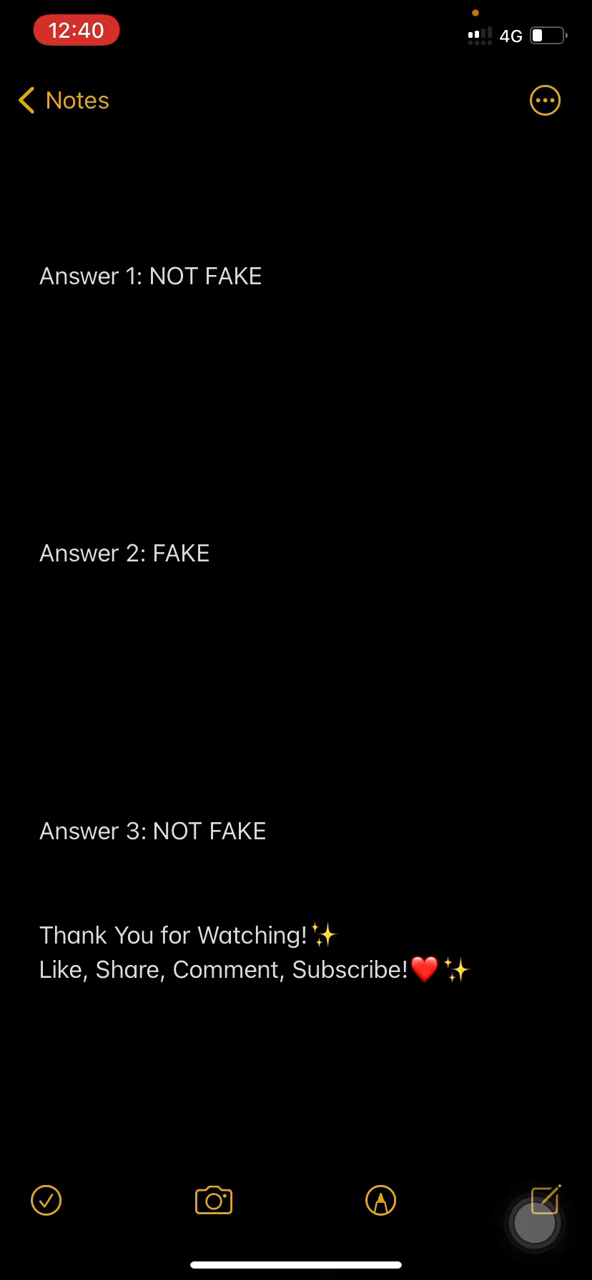 12:40
4G
Notes
Answer 1: NOT FAKE
Answer 2: FAKE
Answer 3: NOT FAKE
Thank You for Watching!✨
Like, Share, Comment, Subscribe!❤️✨